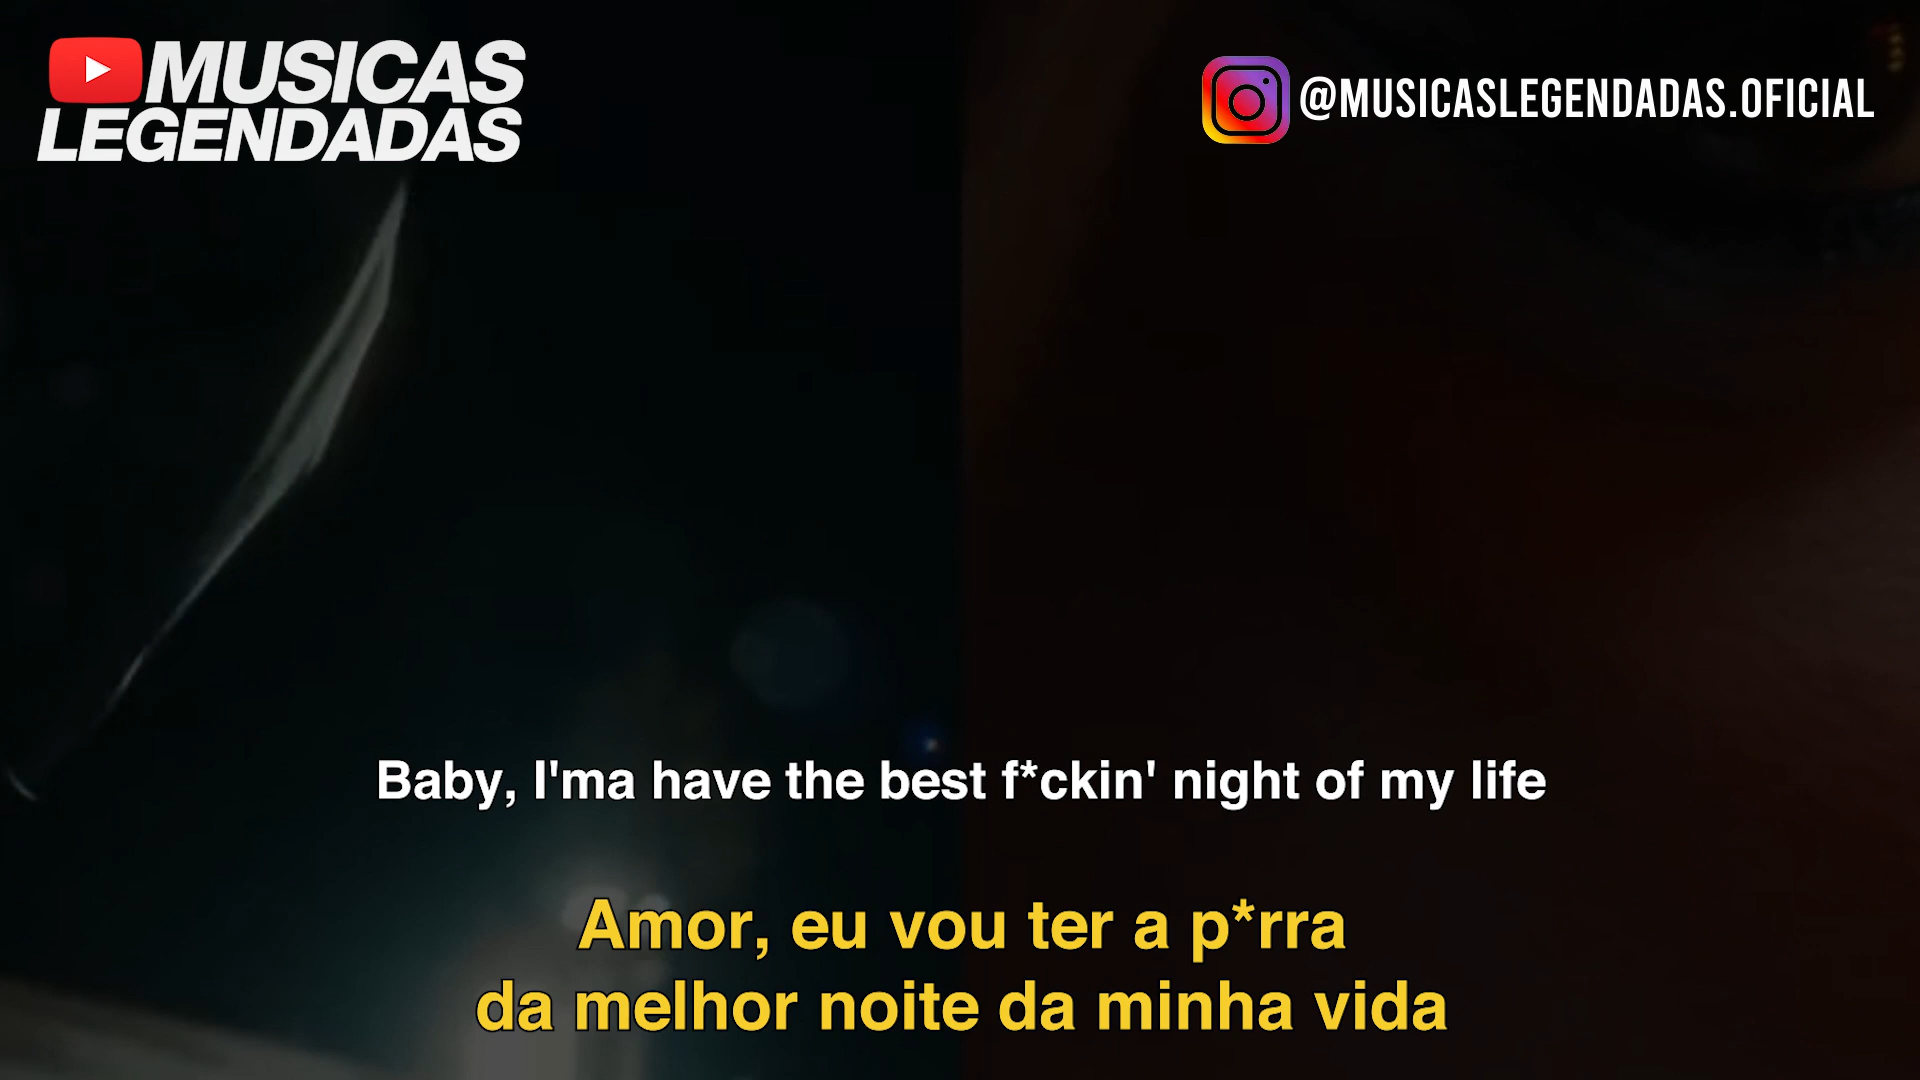 MUSICAS
LEGENDADAS
@MUSICASLEGENDADAS.OFICIAL
Baby, I'ma have the best f*ckin' night of my life
Amor, eu vou ter a p*rra
da melhor noite da minha vida